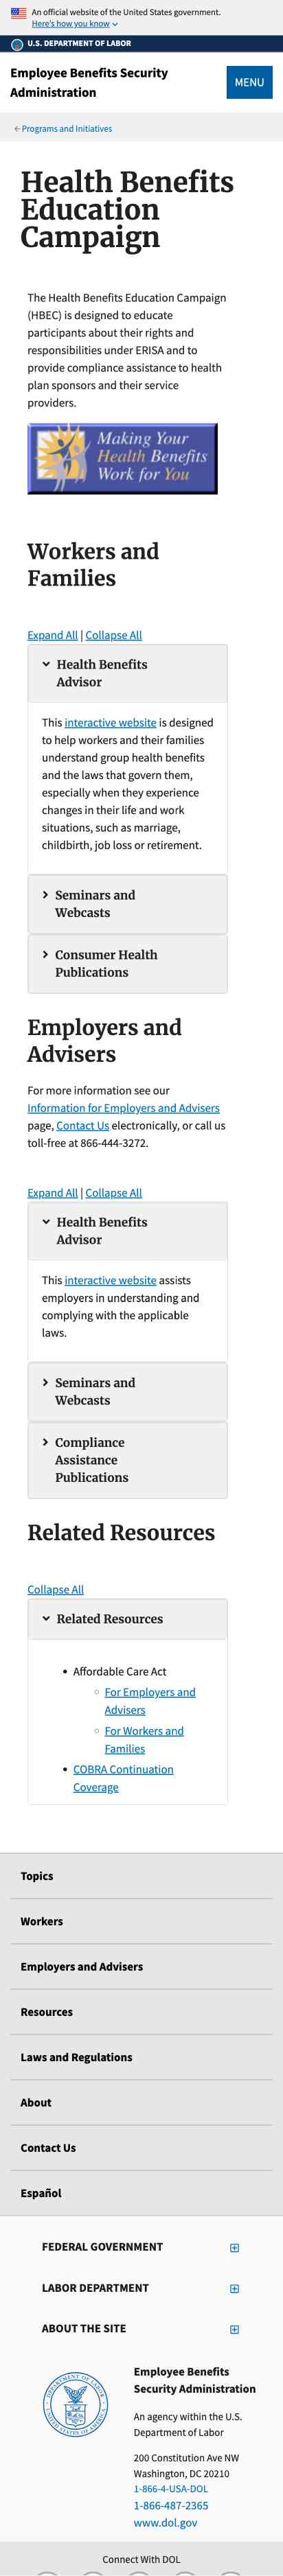 An official website of the United States government.
Here's how you know
U.S. DEPARTMENT OF LABOR
Employee Benefits Security
Administration
MENU
Programs and Initiatives
Health Benefits
Education
Campaign
The Health Benefits Education Campaign
(HBEC) is designed to educate
participants about their rights and
responsibilities under ERISA and to
provide compliance assistance to health
plan sponsors and their service
providers.
Making Your
Health Benefits
Work for You
Workers and
Families
Expand All | Collapse All
Health Benefits
Advisor
This interactive website is designed
to help workers and their families
understand group health benefits
and the laws that govern them,
especially when they experience
changes in their life and work
situations, such as marriage,
childbirth, job loss or retirement.
Seminars and
Webcasts
Consumer Health
Publications
Employers and
Advisers
For more information see our
Information for Employers and Advisers
page, Contact Us electronically, or call us
toll-free at 866-444-3272.
Expand All | Collapse All
Health Benefits
Advisor
This interactive website assists
employers in understanding and
complying with the applicable
laws.
Seminars and
Webcasts
Compliance
Assistance
Publications
Related Resources
Collapse All
Related Resources
Affordable Care Act
For Employers and
Advisers
For Workers and
Families
COBRA Continuation
Coverage
Topics
Workers
Employers and Advisers
Resources
Laws and Regulations
About
Contact Us
Español
FEDERAL GOVERNMENT
LABOR DEPARTMENT
ABOUT THE SITE
Employee Benefits
Security Administration
An agency within the U.S.
Department of Labor
200 Constitution Ave NW
Washington, DC 20210
1-866-4-USA-DOL
1-866-487-2365
www.dol.gov
Connect With DOL